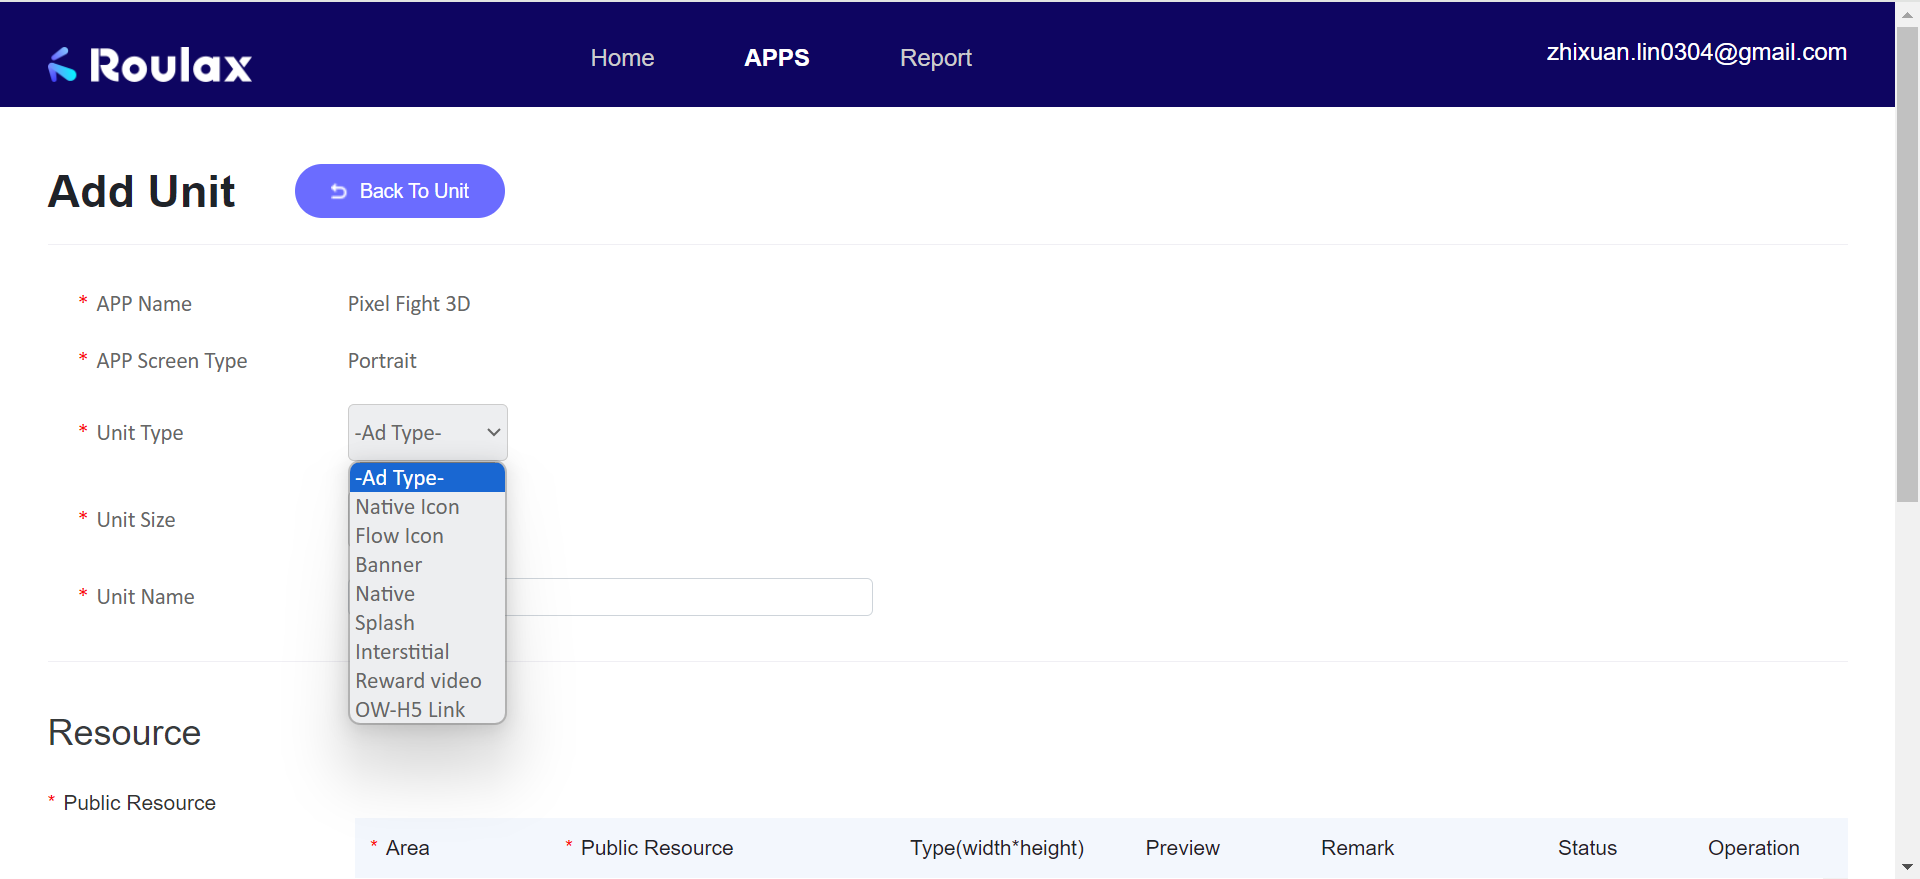 Roulax
Home APPS Report
zhixuan.lin0304@gmail.com
Add Unit
Back To Unit
* APP Name Pixel Fight 3D
* APP Screen Type Portrait
* Unit Type -Ad Type-
-Ad Type-
Native Icon
Flow Icon
Banner
Native
Splash
Interstitial
Reward video
OW-H5 Link
* Unit Size
* Unit Name
Resource
* Public Resource
* Area * Public Resource Type(width*height) Preview Remark Status Operation